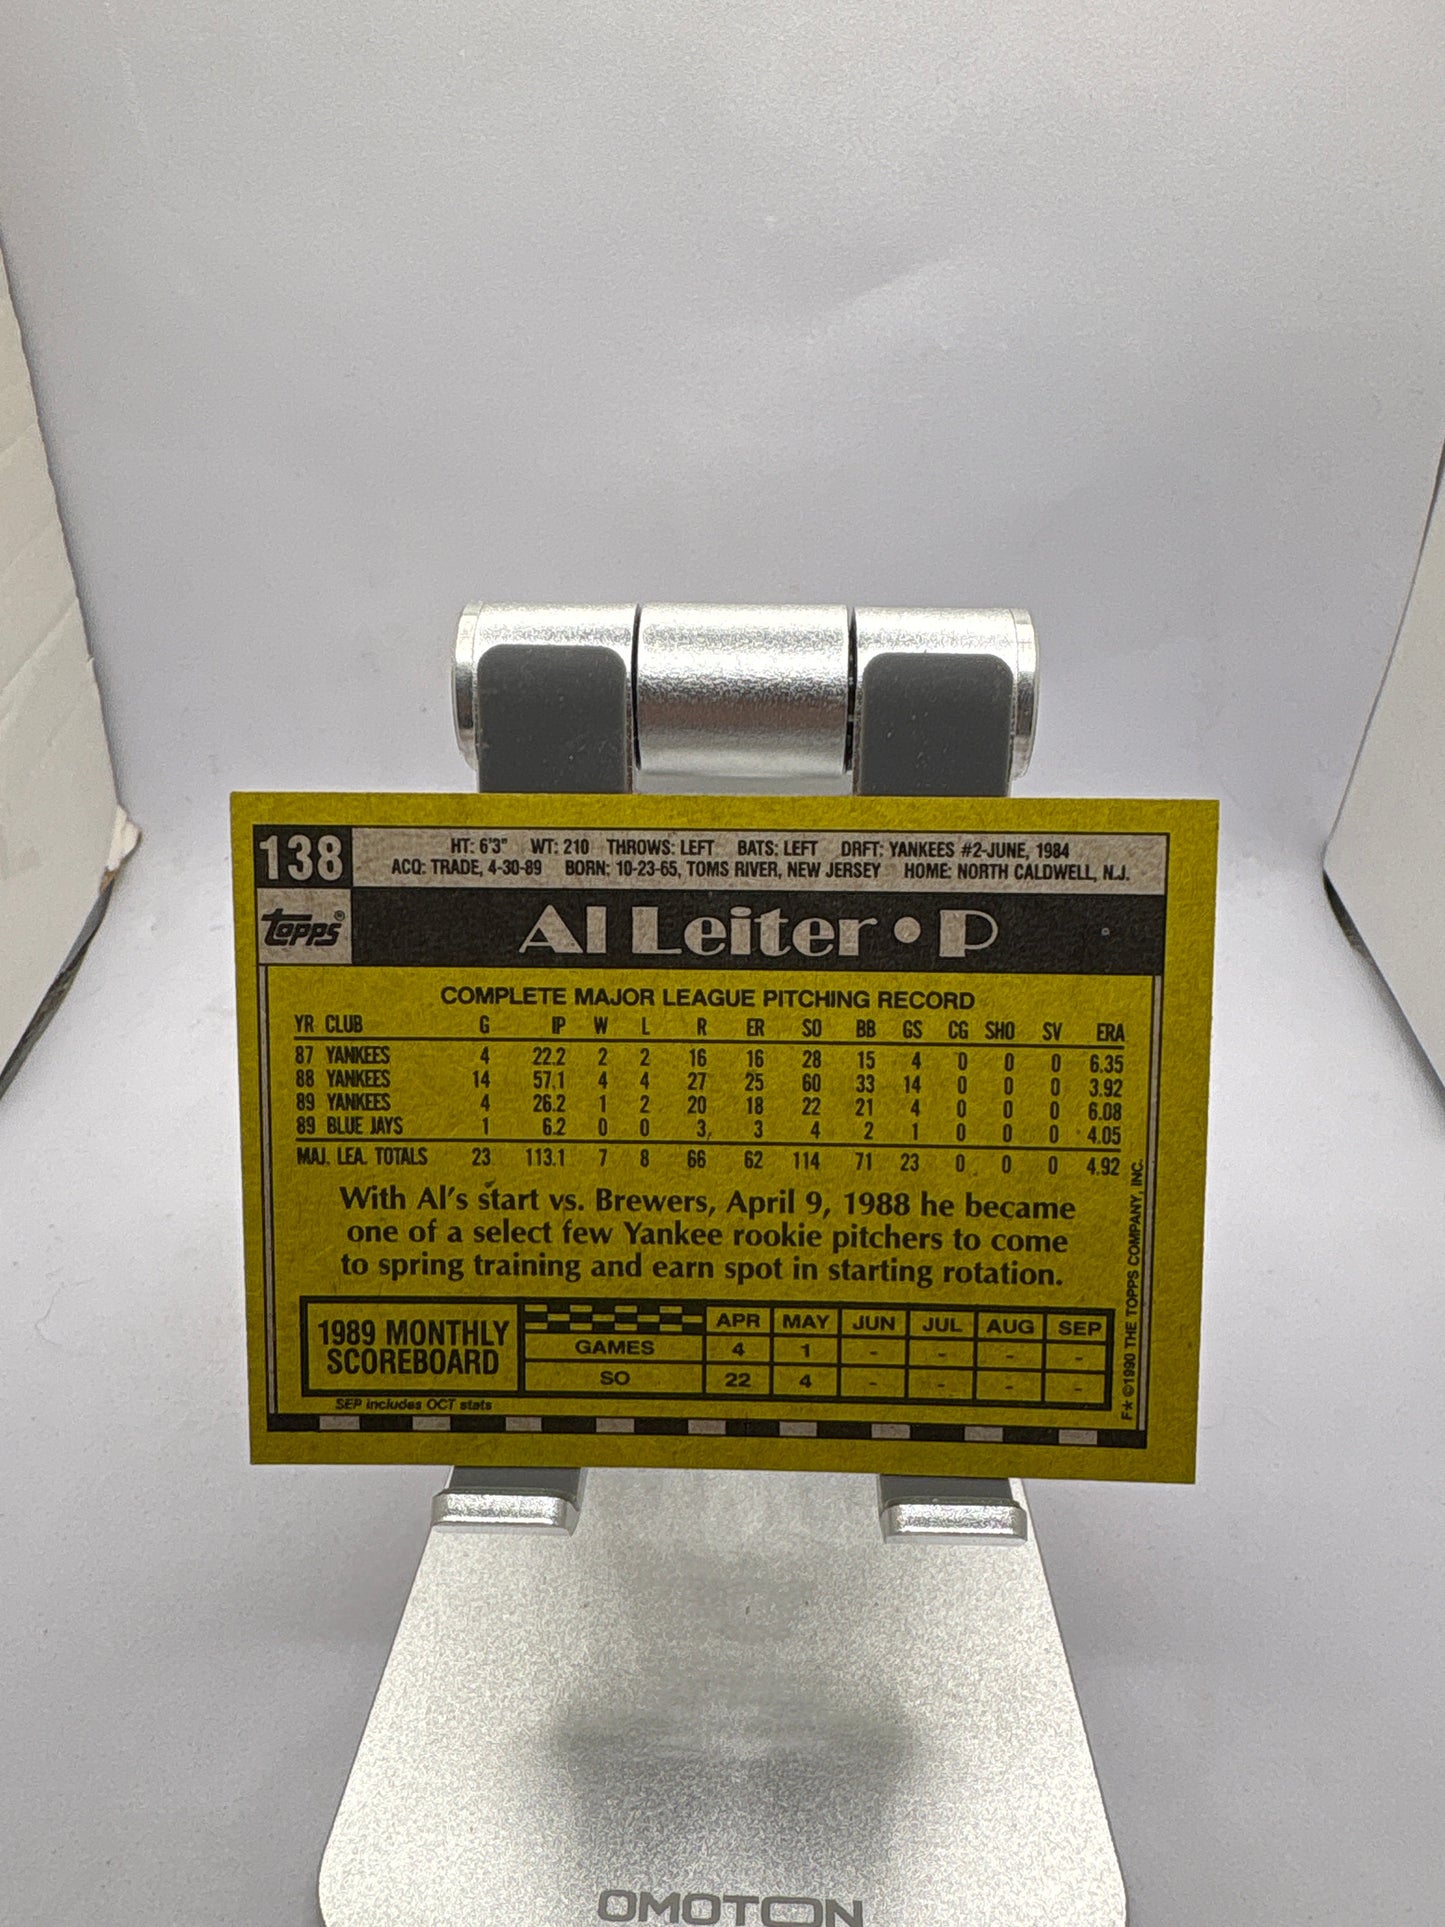 138 HT: 6'3" WT: 210 THROWS: LEFT BATS: LEFT DRFT: YANKEES #2-JUNE, 1984
ACQ: TRADE, 4-30-89 BORN: 10-23-65, TOMS RIVER, NEW JERSEY HOME: NORTH CALDWELL, N.J.
TOPPS® Al Leiter • P
COMPLETE MAJOR LEAGUE PITCHING RECORD
YR CLUB G IP W L R ER SO BB GS CG SHO SV ERA
87 YANKEES 4 22.2 2 2 16 16 28 15 4 0 0 0 6.35
88 YANKEES 14 57.1 4 4 27 25 60 33 14 0 0 0 3.92
89 YANKEES 4 26.2 1 2 20 18 22 21 4 0 0 0 6.08
89 BLUE JAYS 1 6.2 0 0 3 3 4 2 1 0 0 0 4.05
MAJ. LEA. TOTALS 23 113.1 7 8 66 62 114 71 23 0 0 0 4.92
With Al's start vs. Brewers, April 9, 1988 he became
one of a select few Yankee rookie pitchers to come
to spring training and earn spot in starting rotation.
1989 MONTHLY
SCOREBOARD
APR MAY JUN JUL AUG SEP
GAMES 4 1 - - - -
SO 22 4 - - - -
SEP includes OCT stats
F★ ©1990 THE TOPPS COMPANY, INC.
OMOTON